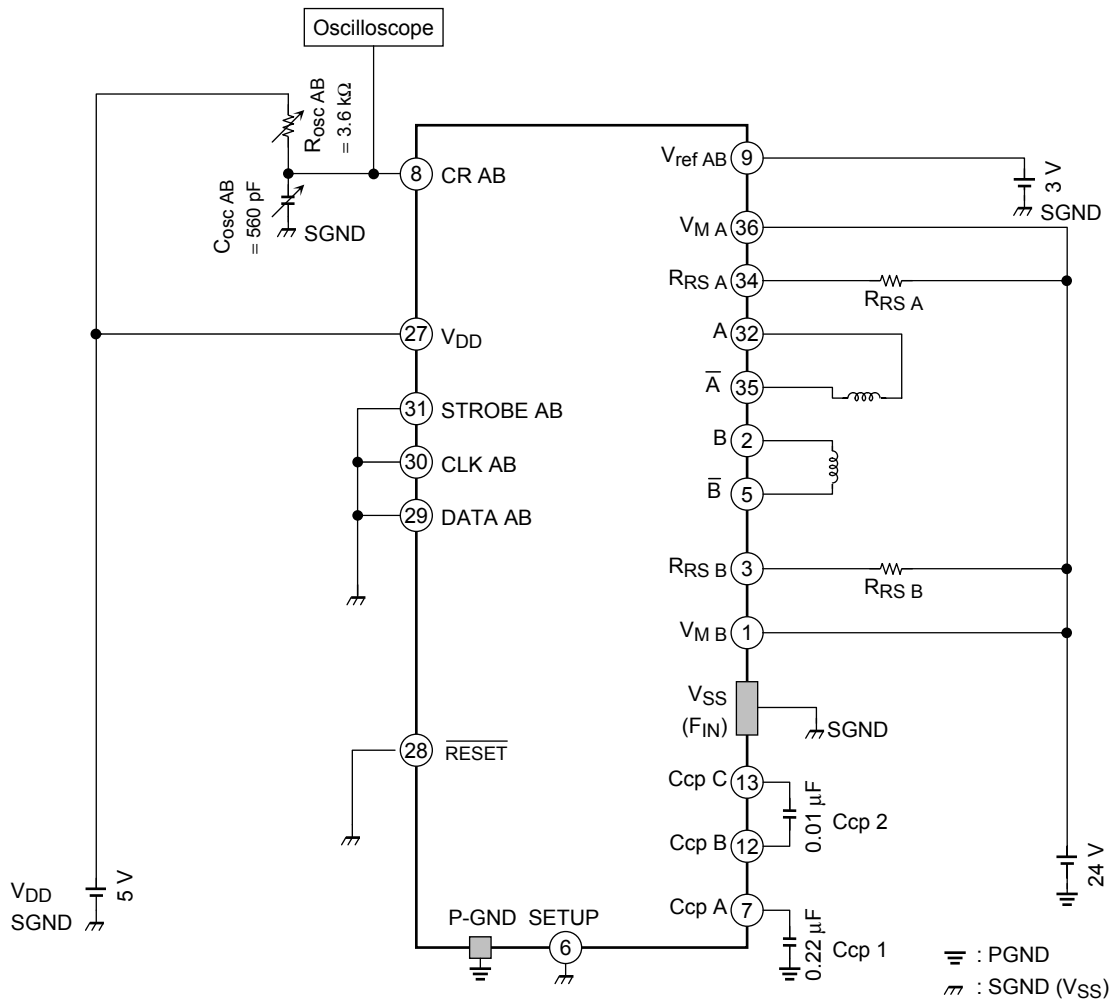 Oscilloscope
Rosc AB
= 3.6 kΩ
Cosc AB
= 560 pF
SGND
8 CR AB
27 VDD
31 STROBE AB
30 CLK AB
29 DATA AB
28 RESET
VDD
SGND
5 V
P-GND SETUP
6
Vref AB 9
3 V
SGND
VM A 36
RRS A 34
RRS A
A 32
A 35
B 2
B 5
RRS B 3
RRS B
VM B 1
VSS
(FIN)
SGND
Ccp C 13
0.01 μF
Ccp 2
Ccp B 12
Ccp A 7
0.22 μF
Ccp 1
24 V
: PGND
: SGND (VSS)